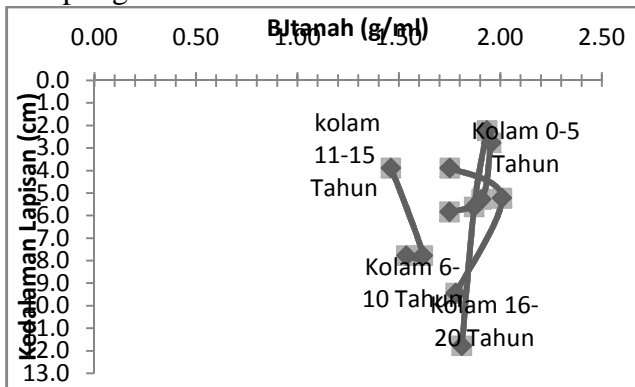 BJtanah (g/ml)
0.00 0.50 1.00 1.50 2.00 2.50
Kedalaman Lapisan (cm)
0.0
1.0
2.0
3.0
4.0
5.0
6.0
7.0
8.0
9.0
10.0
11.0
12.0
13.0
kolam
11-15
Tahun
Kolam 0-5
Tahun
Kolam 6-
10 Tahun
Kolam 16-
20 Tahun